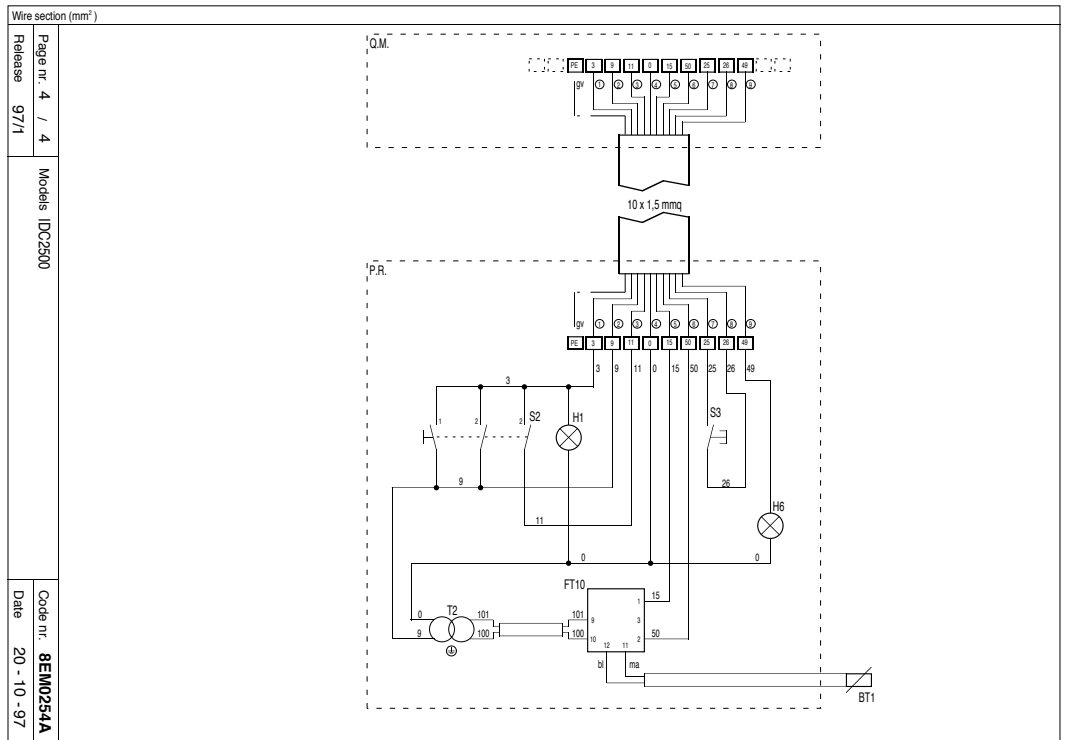 Wire section (mm²)
Page nr. 4 / 4
Release 97/1
Models IDC2500
Code nr. 8EM0254A
Date 20 - 10 - 97
Q.M.
PE 3 9 11 0 15 50 25 26 49
gv 1 2 3 4 5 6 7 8 9
10 x 1,5 mmq
P.R.
gv 1 2 3 4 5 6 7 8 9
PE 3 9 11 0 15 50 25 26 49
3 9 11 0 15 50 25 26 49
3
1 2 2 S2 H1 S3
9 26
H6
11
0 0
FT10
15
0 T2 101 101 9 1
3
9 100 100 10 2 50
12 11
bl ma
BT1